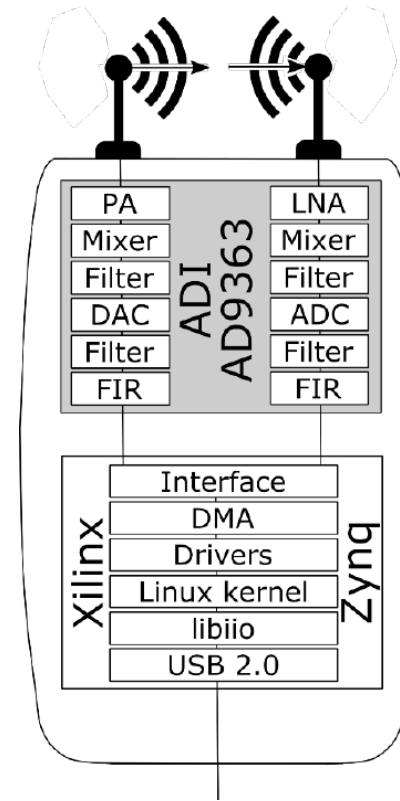 PA
Mixer
Filter
DAC
Filter
FIR
ADI
AD9363
LNA
Mixer
Filter
ADC
Filter
FIR
Xilinx
Interface
DMA
Drivers
Linux kernel
libiio
USB 2.0
Zynq